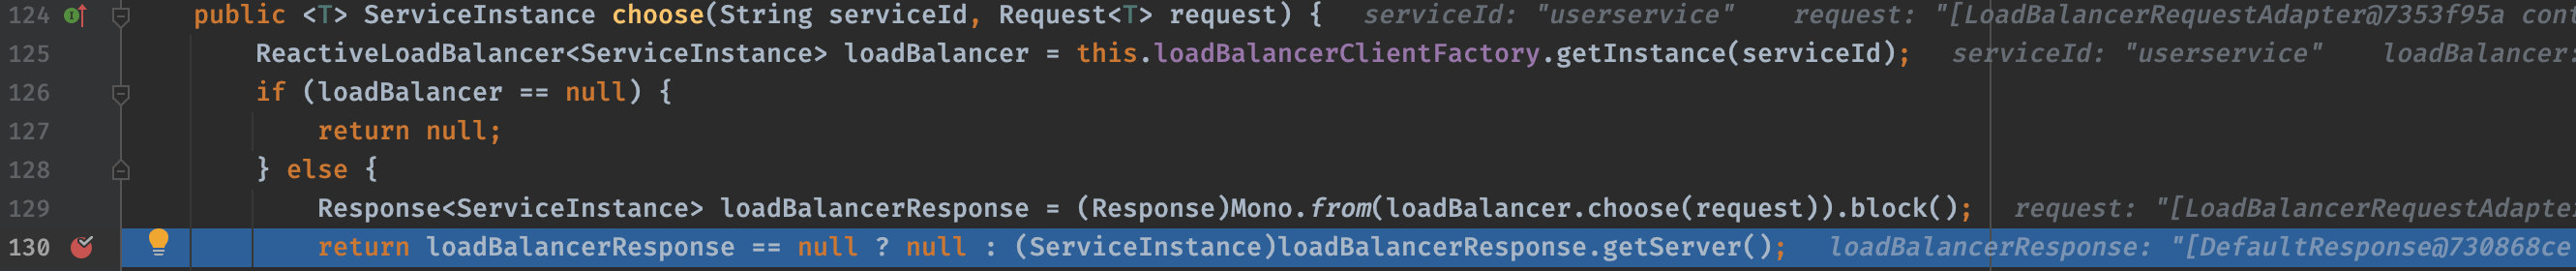 124 public <T> ServiceInstance choose(String serviceId, Request<T> request) { serviceId: "userservice" request: "[LoadBalancerRequestAdapter@7353f95a cont
125 ReactiveLoadBalancer<ServiceInstance> loadBalancer = this.loadBalancerClientFactory.getInstance(serviceId); serviceId: "userservice" loadBalancer:
126 if (loadBalancer == null) {
127 return null;
128 } else {
129 Response<ServiceInstance> loadBalancerResponse = (Response)Mono.from(loadBalancer.choose(request)).block(); request: "[LoadBalancerRequestAdapte
130 return loadBalancerResponse == null ? null : (ServiceInstance)loadBalancerResponse.getServer(); loadBalancerResponse: "[DefaultResponse@730868ce